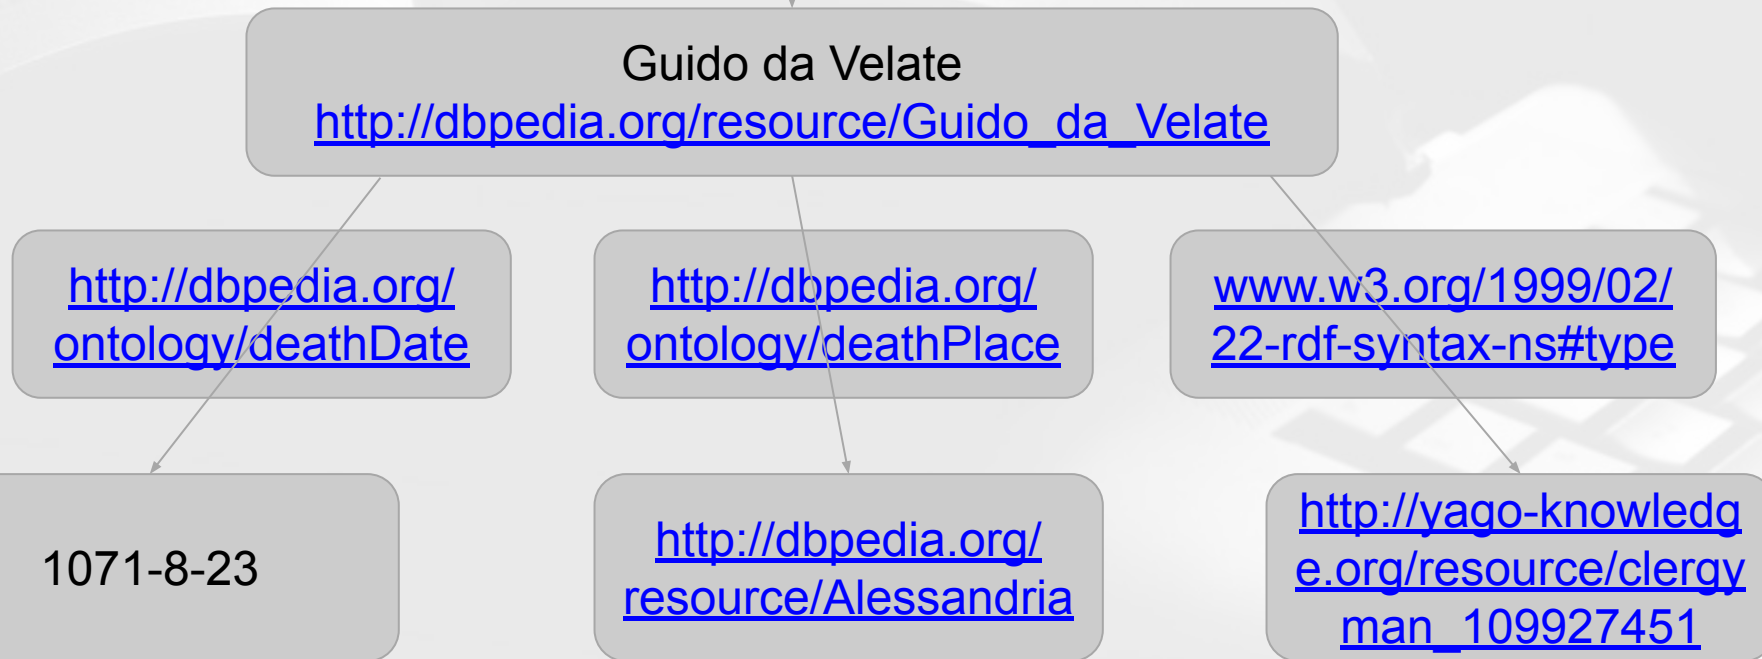 Guido da Velate
http://dbpedia.org/resource/Guido_da_Velate
http://dbpedia.org/
ontology/deathDate
http://dbpedia.org/
ontology/deathPlace
www.w3.org/1999/02/
22-rdf-syntax-ns#type
1071-8-23
http://dbpedia.org/
resource/Alessandria
http://yago-knowledg
e.org/resource/clergy
man_109927451